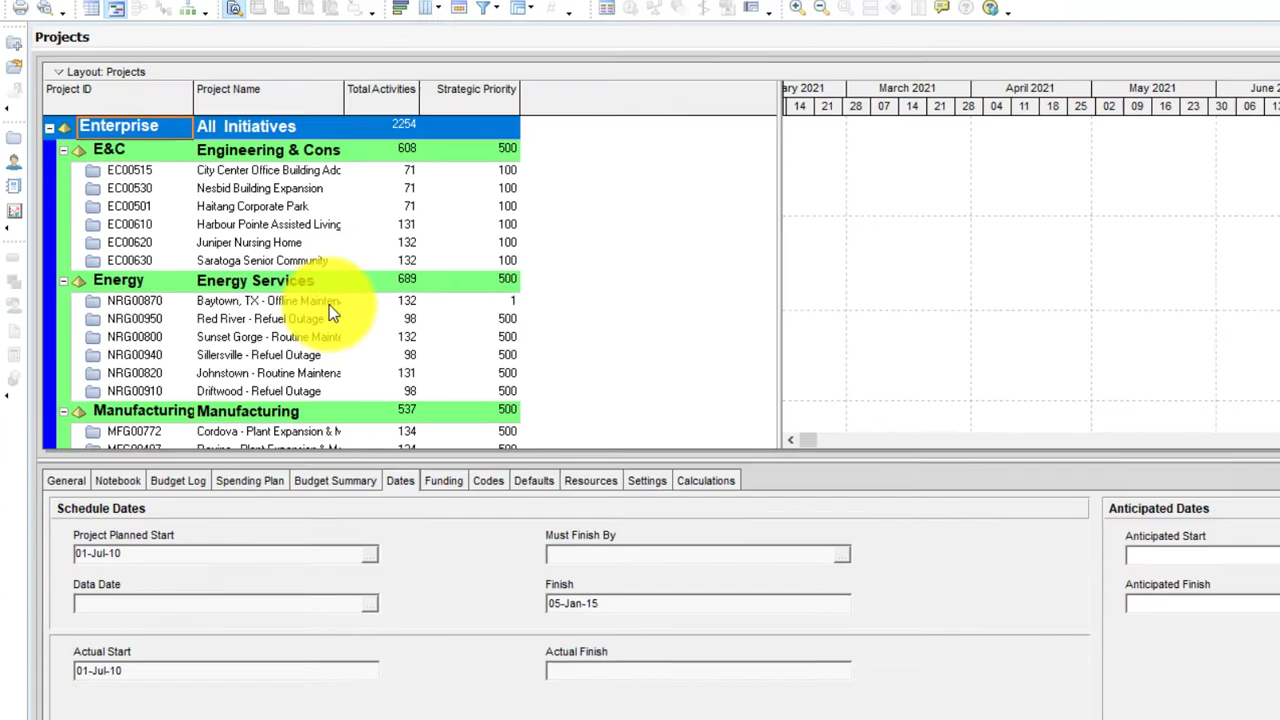 Projects
Layout: Projects
Project ID Project Name Total Activities Strategic Priority
ary 2021 March 2021 April 2021 May 2021 June 2
14 21 28 07 14 21 28 04 11 18 25 02 09 16 23 30 06 13
Enterprise All Initiatives 2254
E&C Engineering & Cons 608 500
EC00515 City Center Office Building Adc 71 100
EC00530 Nesbid Building Expansion 71 100
EC00501 Haitang Corporate Park 71 100
EC00610 Harbour Pointe Assisted Living 131 100
EC00620 Juniper Nursing Home 132 100
EC00630 Saratoga Senior Community 132 100
Energy Energy Services 689 500
NRG00870 Baytown, TX - Offline Mainten 132 1
NRG00950 Red River - Refuel Outage 98 500
NRG00800 Sunset Gorge - Routine Maint 132 500
NRG00940 Sillersville - Refuel Outage 132 500
NRG00820 Johnstown - Routine Maintena 131 500
NRG00910 Driftwood - Refuel Outage 98 500
Manufacturing Manufacturing 537 500
MFG00772 Cordova - Plant Expansion & M 134 500
General Notebook Budget Log Spending Plan Budget Summary Dates Funding Codes Defaults Resources Settings Calculations
Schedule Dates Anticipated Dates
Project Planned Start Must Finish By Anticipated Start
01-Jul-10
Data Date Finish Anticipated Finish
05-Jan-15
Actual Start Actual Finish
01-Jul-10